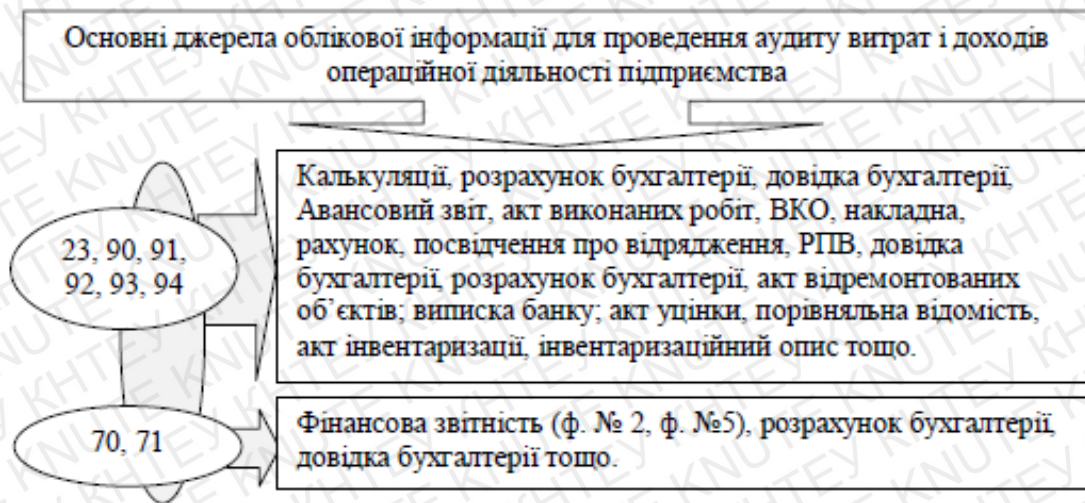 Основні джерела облікової інформації для проведення аудиту витрат і доходів
операційної діяльності підприємства
23, 90, 91,
92, 93, 94
Калькуляції, розрахунок бухгалтерії, довідка бухгалтерії,
Авансовий звіт, акт виконаних робіт, ВКО, накладна,
рахунок, посвідчення про відрядження, РПВ, довідка
бухгалтерії, розрахунок бухгалтерії, акт відремонтованих
об’єктів; виписка банку; акт уцінки, порівняльна відомість,
акт інвентаризації, інвентаризаційний опис тощо.
70, 71
Фінансова звітність (ф. № 2, ф. №5), розрахунок бухгалтерії,
довідка бухгалтерії тощо.